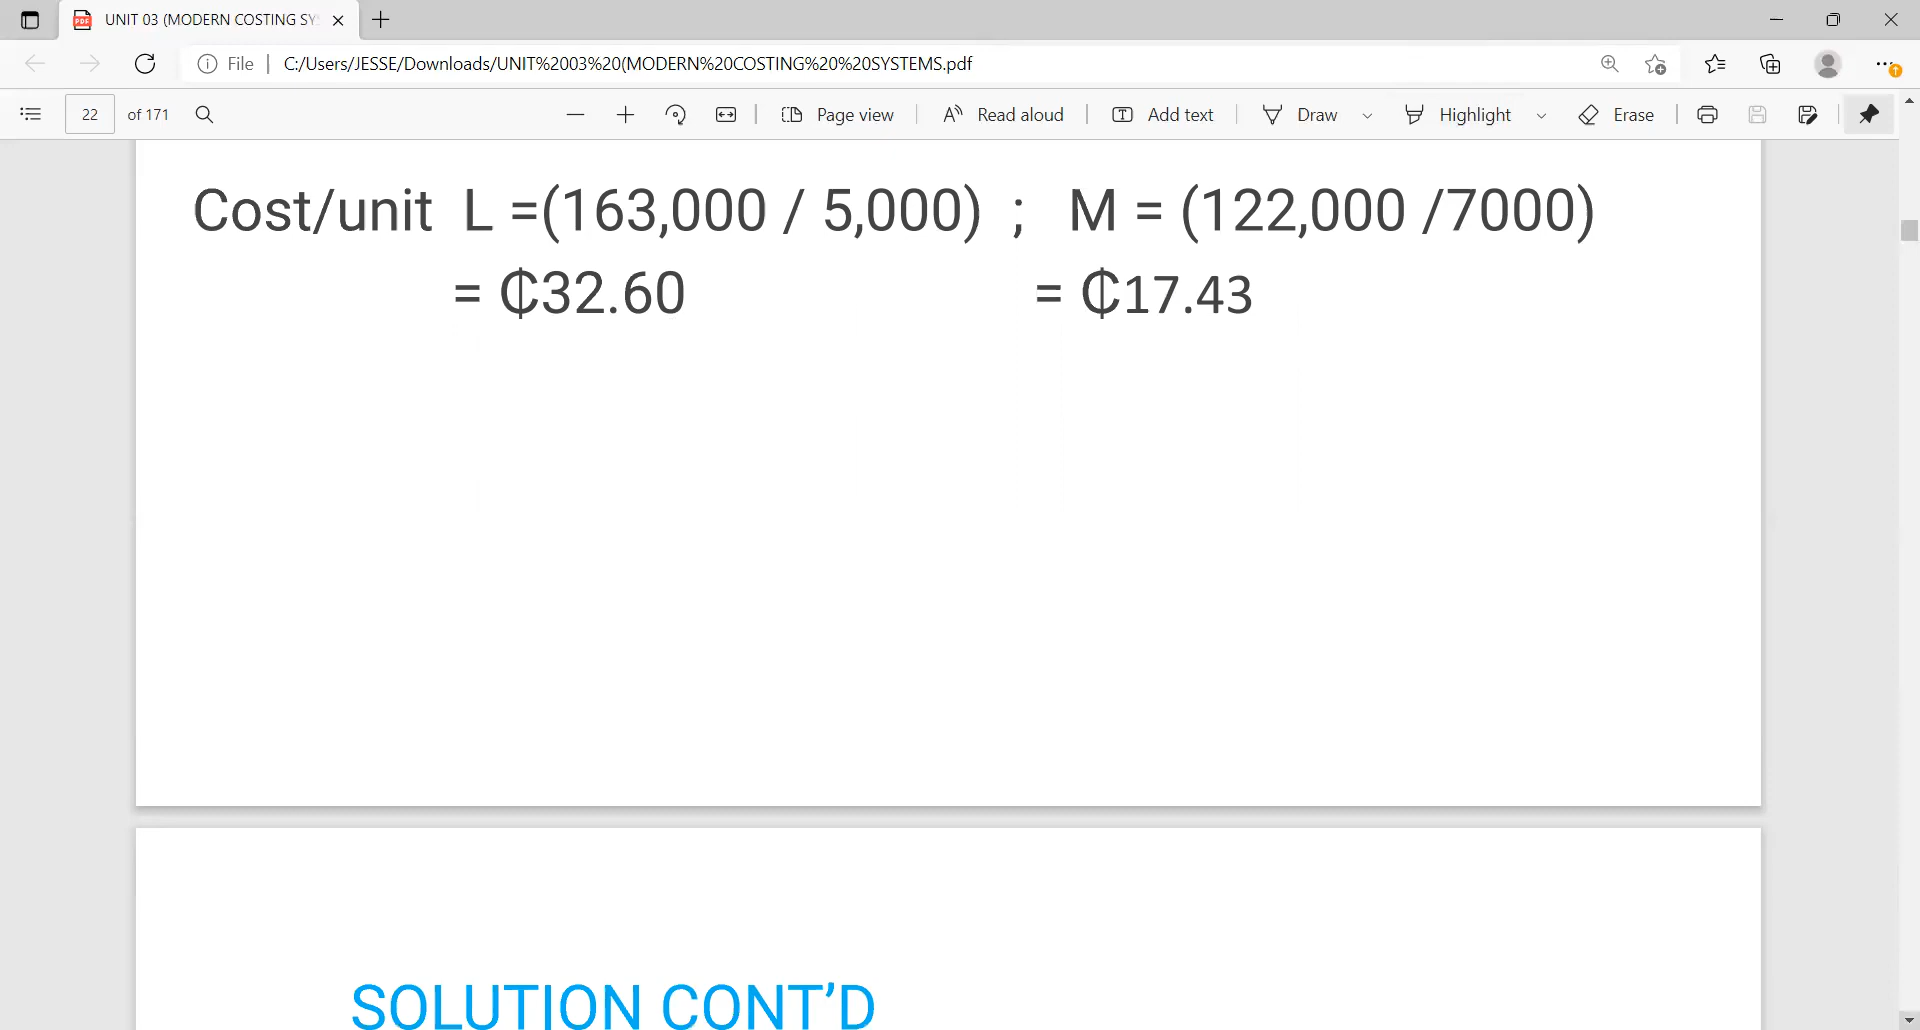 UNIT 03 (MODERN COSTING SY
File
C:/Users/JESSE/Downloads/UNIT%2003%20(MODERN%20COSTING%20%20SYSTEMS.pdf
22 of 171
Page view
Read aloud
Add text
Draw
Highlight
Erase
Cost/unit L =(163,000 / 5,000) ; M = (122,000 /7000)
= ₵32.60 = ₵17.43
SOLUTION CONT’D